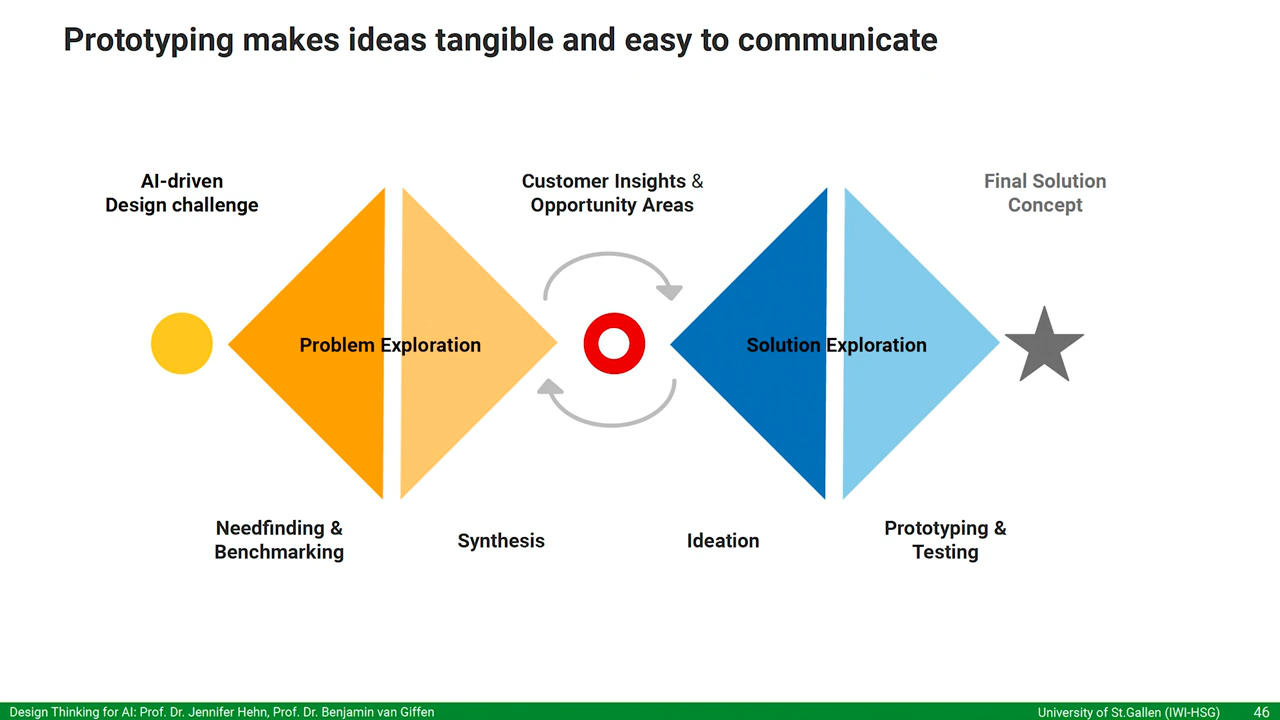 Prototyping makes ideas tangible and easy to communicate
AI-driven
Design challenge
Customer Insights &
Opportunity Areas
Final Solution
Concept
Problem Exploration
Solution Exploration
Needfinding &
Benchmarking
Synthesis
Ideation
Prototyping &
Testing
Design Thinking for AI: Prof. Dr. Jennifer Hehn, Prof. Dr. Benjamin van Giffen
University of St.Gallen (IWI-HSG)
46